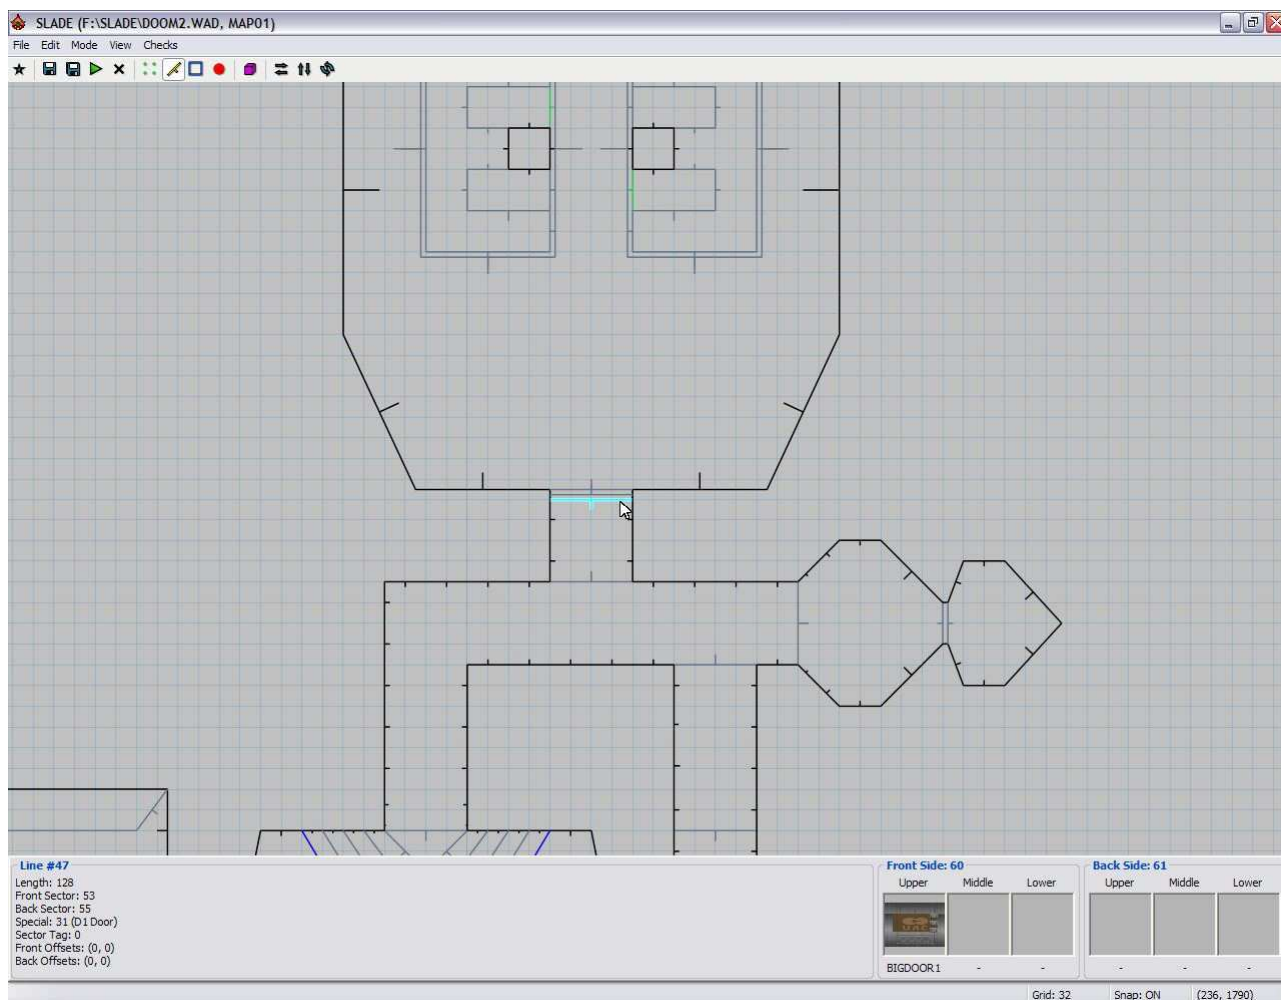 SLADE (F:\SLADE\DOOM2.WAD, MAP01)
File Edit Mode View Checks
Line #47
Length: 128
Front Sector: 53
Back Sector: 55
Special: 31 (D1 Door)
Sector Tag: 0
Front Offsets: (0, 0)
Back Offsets: (0, 0)
Front Side: 60
Upper Middle Lower
UAC
BIGDOOR1 - -
Back Side: 61
Upper Middle Lower
- - -
Grid: 32 Snap: ON (236, 1790)